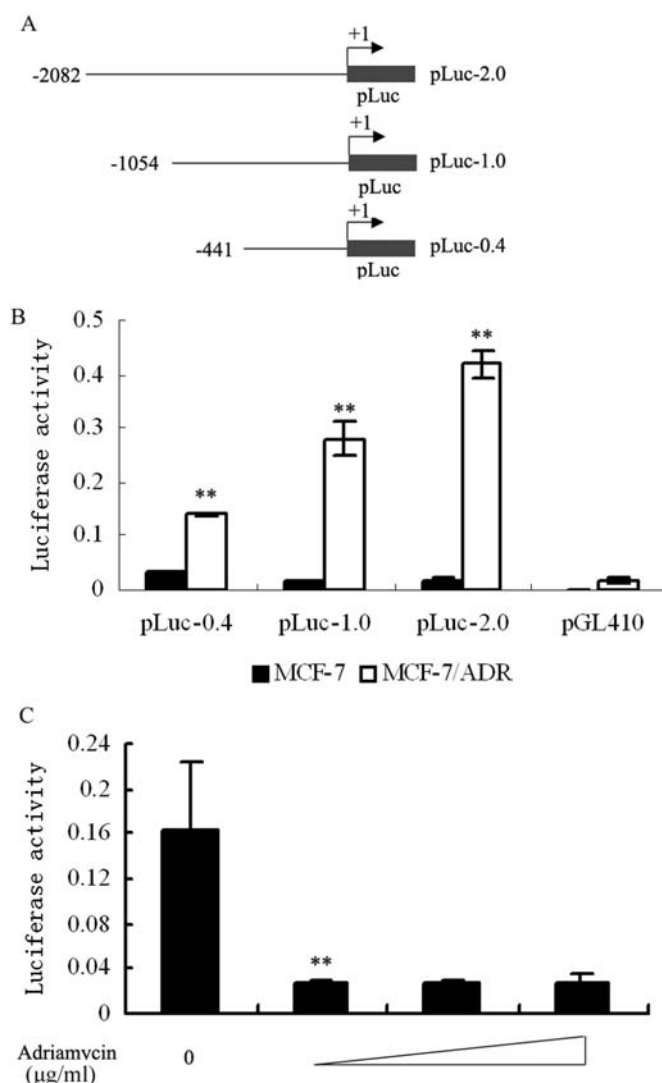 A
+1
-2082
pLuc-2.0
pLuc
+1
-1054
pLuc-1.0
pLuc
+1
-441
pLuc-0.4
pLuc
B
0.5
0.4
0.3
0.2
0.1
0
Luciferase activity
**
**
**
pLuc-0.4 pLuc-1.0 pLuc-2.0 pGL410
MCF-7 MCF-7/ADR
C
0.24
0.2
0.16
0.12
0.08
0.04
0
Luciferase activity
**
Adriamycin 0
(µg/ml)